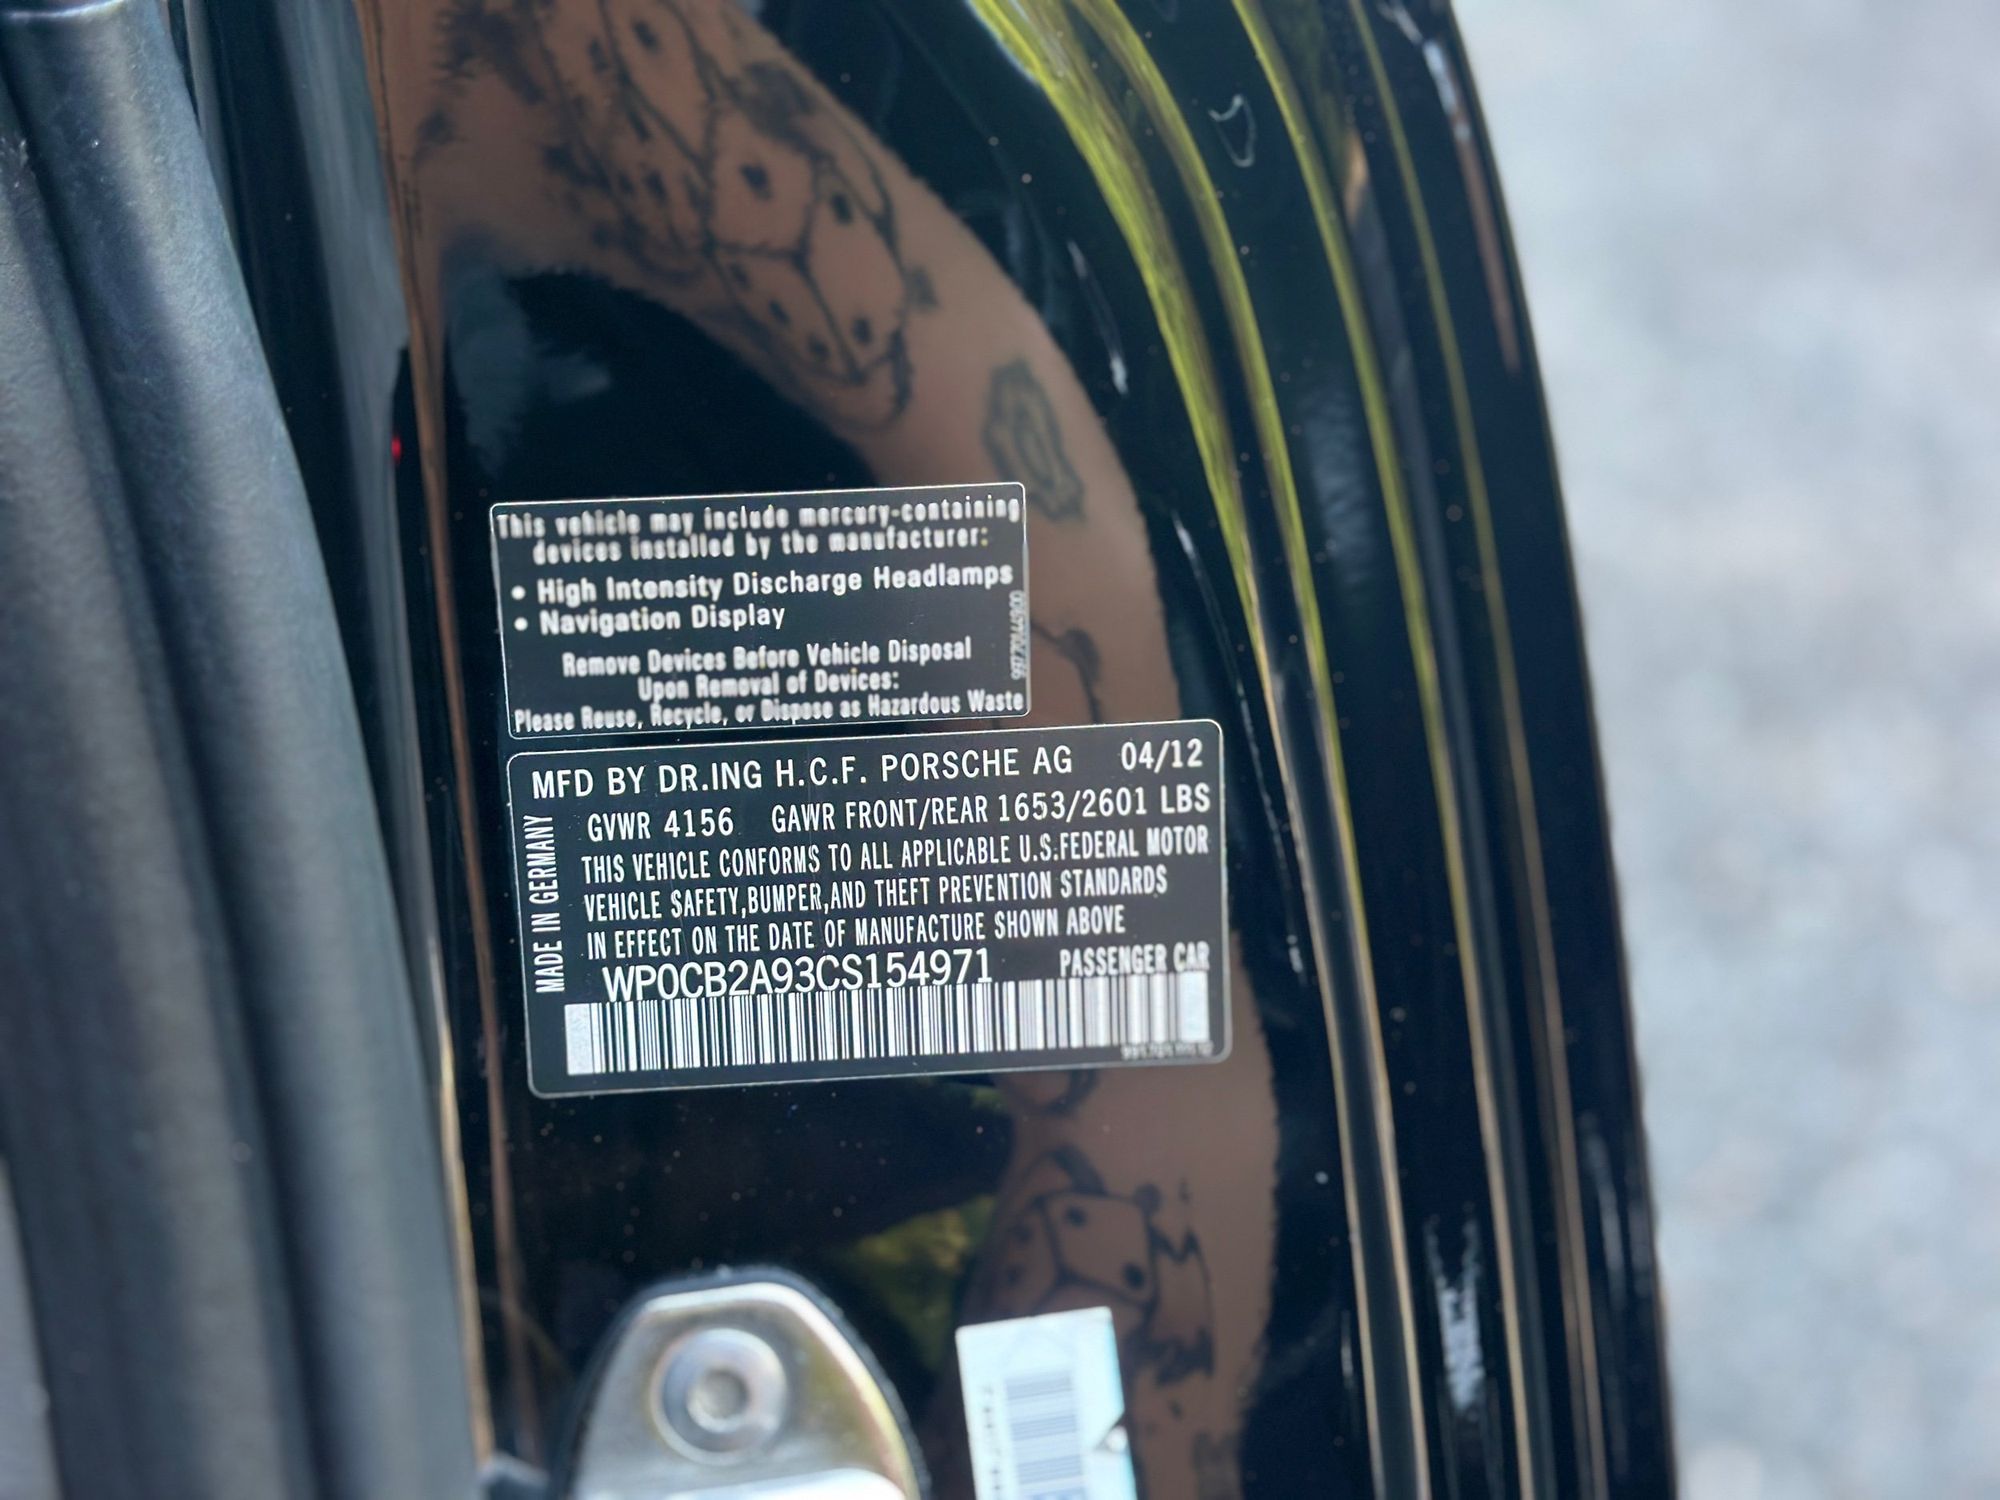 This vehicle may include mercury-containing
devices installed by the manufacturer:
• High Intensity Discharge Headlamps
• Navigation Display
Remove Devices Before Vehicle Disposal
Upon Removal of Devices:
Please Reuse, Recycle, or Dispose as Hazardous Waste
MFD BY DR.ING H.C.F. PORSCHE AG 04/12
GVWR 4156 GAWR FRONT/REAR 1653/2601 LBS
THIS VEHICLE CONFORMS TO ALL APPLICABLE U.S.FEDERAL MOTOR
VEHICLE SAFETY,BUMPER,AND THEFT PREVENTION STANDARDS
IN EFFECT ON THE DATE OF MANUFACTURE SHOWN ABOVE
WP0CB2A93CS154971 PASSENGER CAR
MADE IN GERMANY